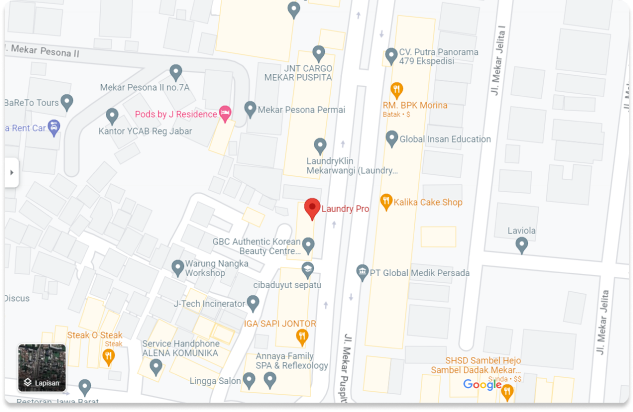 Jl. Mekar Pesona II
Mekar Pesona II no.7A
BaReTo Tours
Rent Car
Kantor YCAB Reg Jabar
Pods by J Residence
Mekar Pesona Permai
JNT CARGO
MEKAR PUSPITA
CV. Putra Panorama
479 Ekspedisi
Jl. Mekar Jelita I
RM. BPK Morina
Batak • $
Global Insan Education
LaundryKlin
Mekarwangi (Laundry...
Laundry Pro
Kalika Cake Shop
GBC Authentic Korean
Beauty Centre...
Laviola
Warung Nangka
Workshop
cibaduyut sepatu
PT Global Medik Persada
Discus
J-Tech Incinerator
IGA SAPI JONTOR
Steak O Steak
Steak
Service Handphone
ALENA KOMUNIKA
Annaya Family
SPA & Reflexology
Lingga Salon
Jl. Mekar Puspit
Jl. Mekar Jelita
SHSD Sambel Hejo
Sambel Dadak Mekar...
Sunda • $$
Lapisan
Google
Restoran Jawa Barat